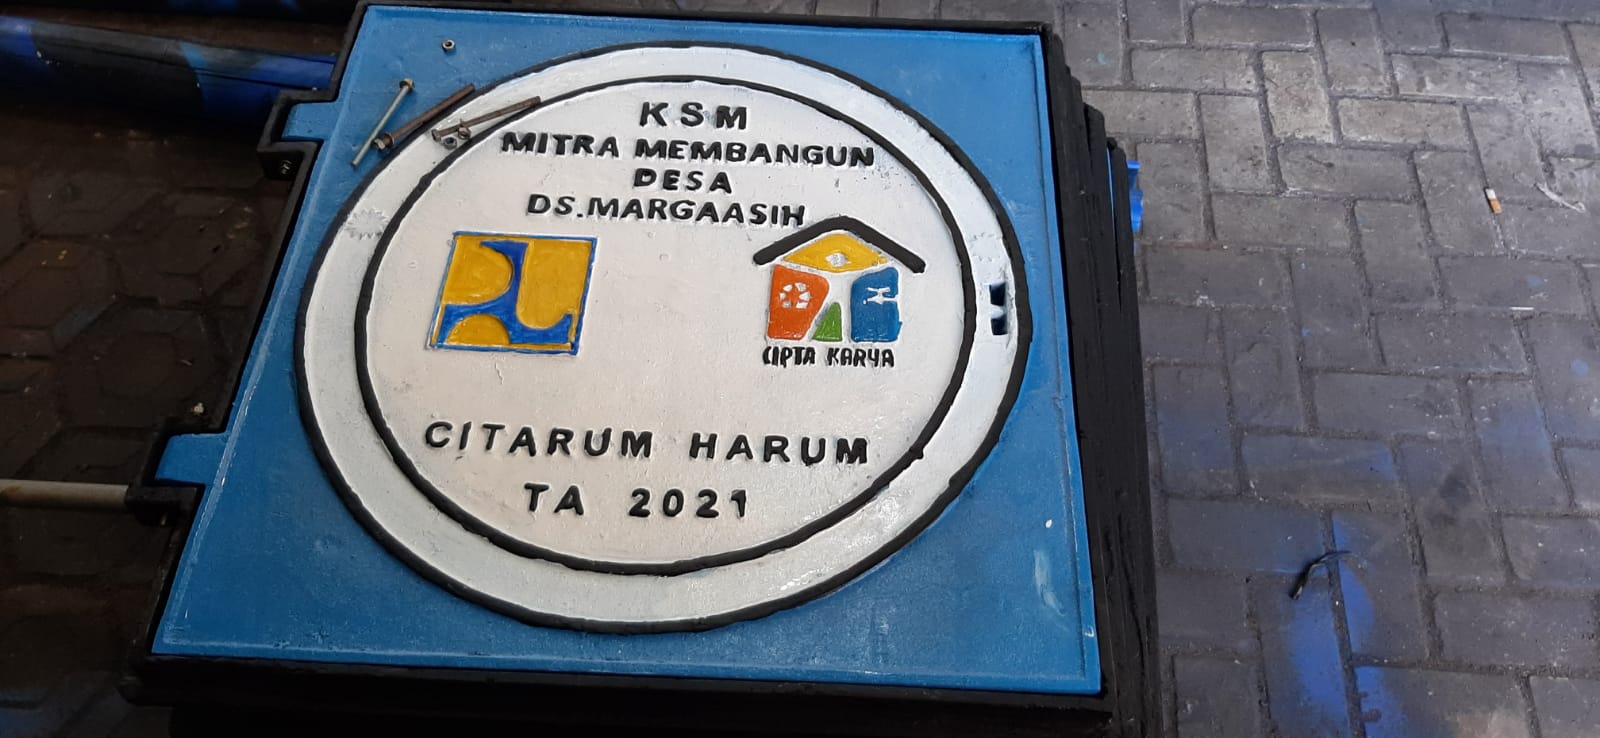 KSM
MITRA MEMBANGUN
DESA
DS.MARGAASIH
CIPTA KARYA
CITARUM HARUM
TA 2021